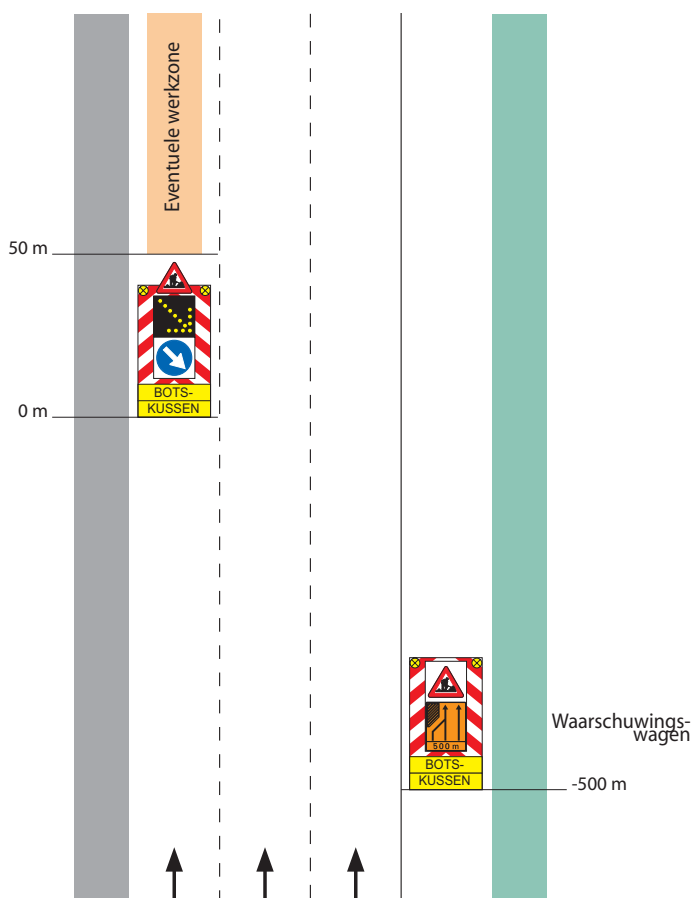 Eventuele werkzone
50 m
BOTS-
KUSSEN
0 m
500 m
Waarschuwings-
wagen
BOTS-
KUSSEN
-500 m